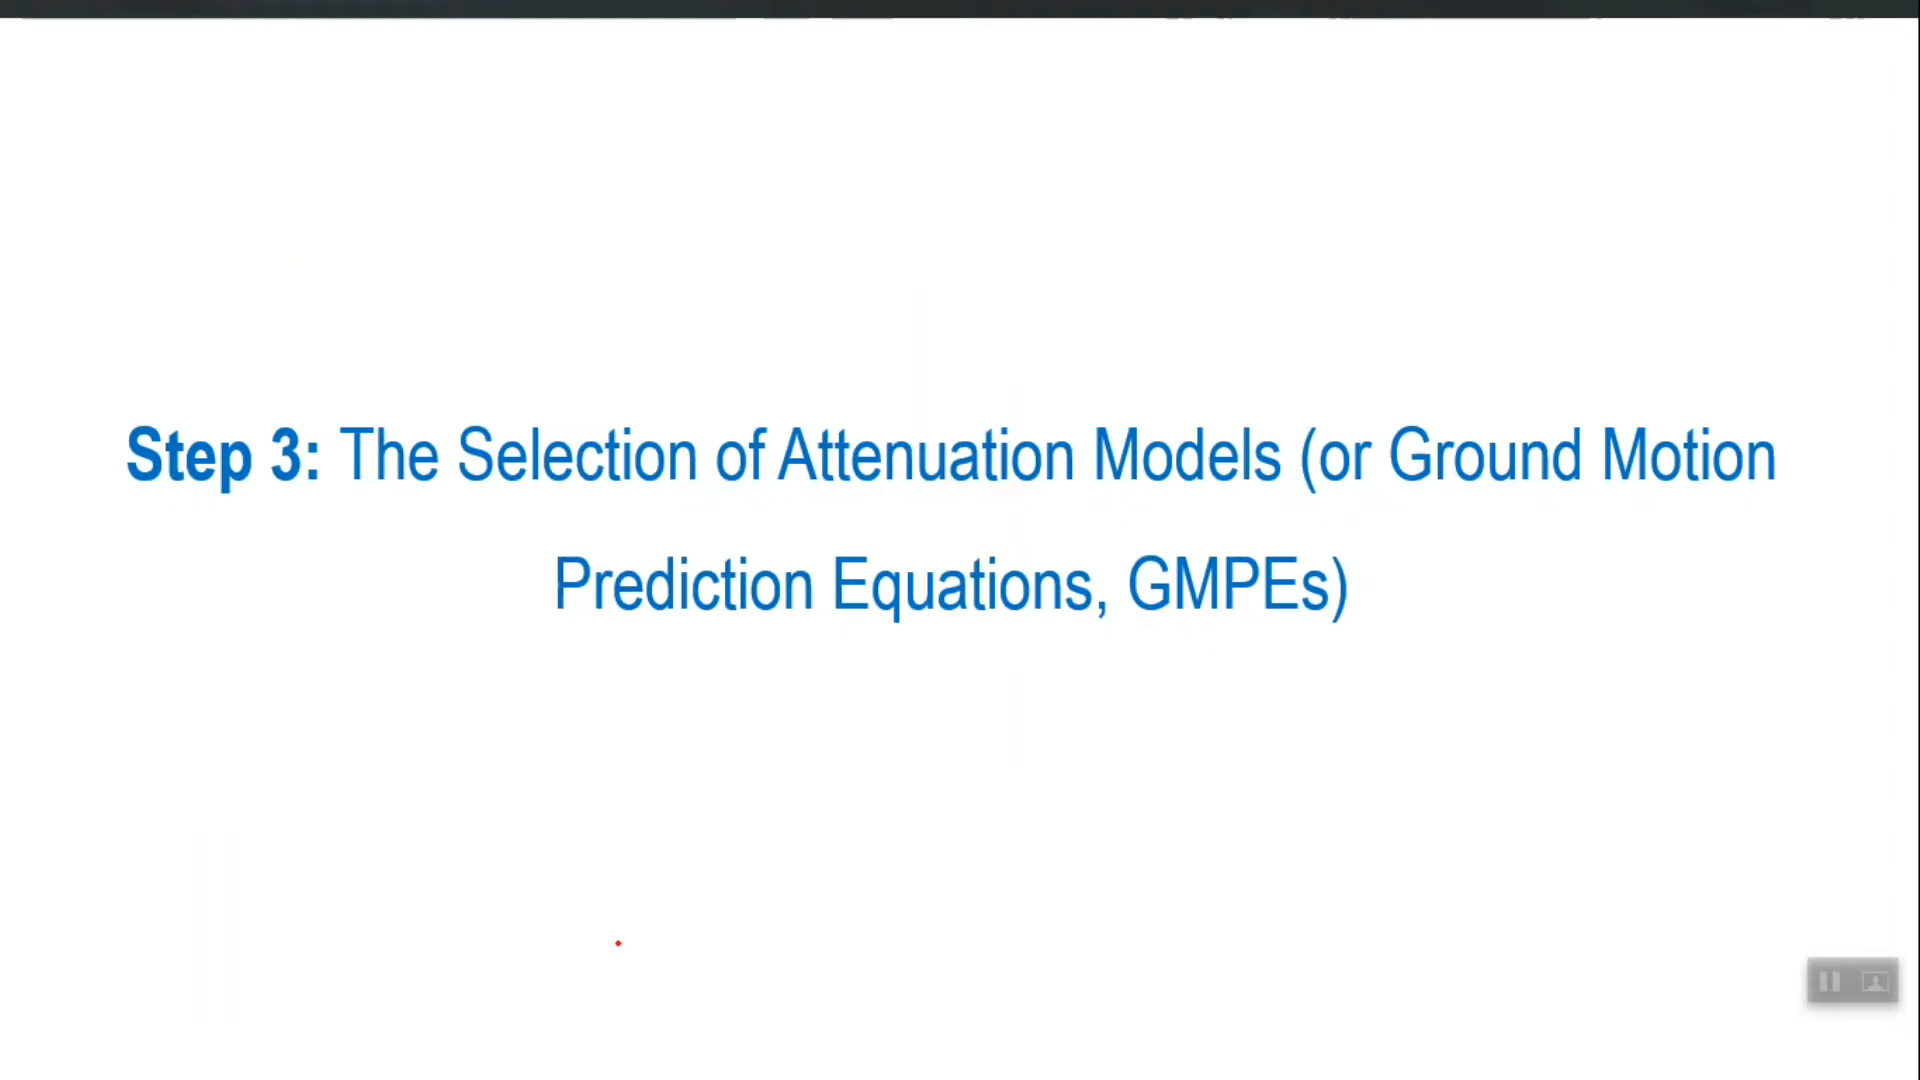 Step 3: The Selection of Attenuation Models (or Ground Motion
Prediction Equations, GMPEs)